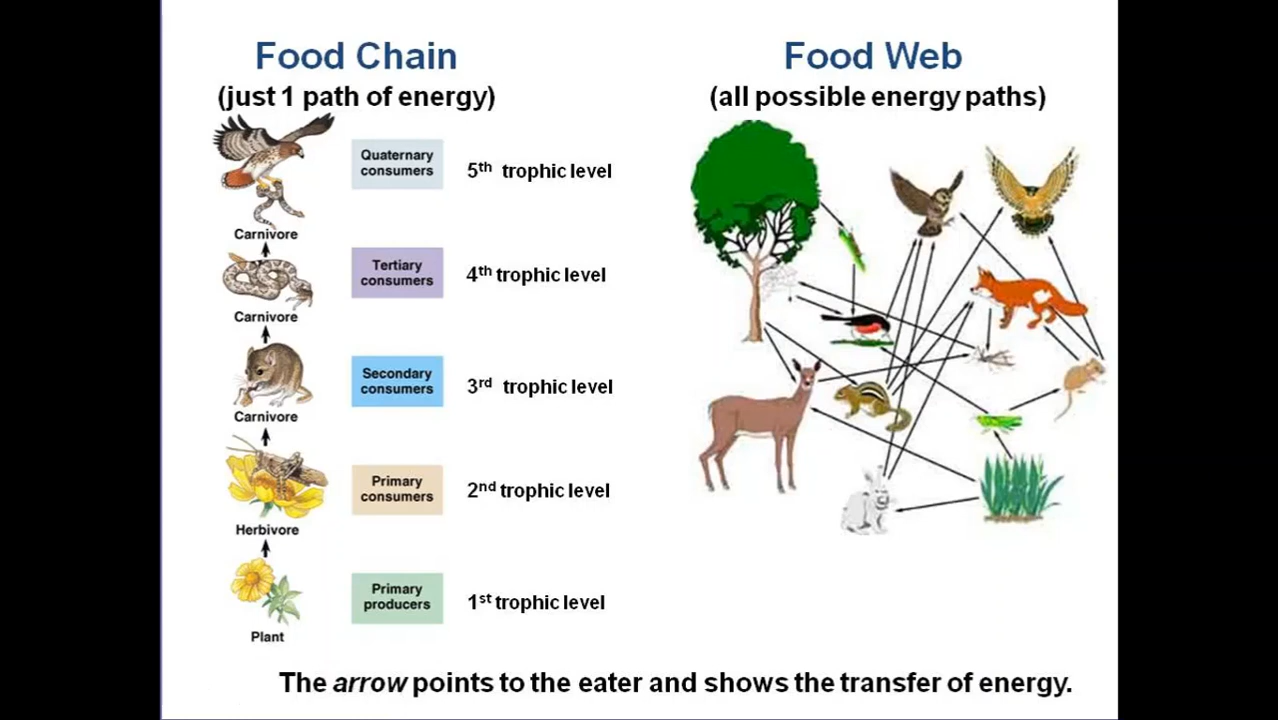 Food Chain
(just 1 path of energy)
Quaternary
consumers
5th trophic level
Carnivore
Tertiary
consumers
4th trophic level
Carnivore
Secondary
consumers
3rd trophic level
Carnivore
Primary
consumers
2nd trophic level
Herbivore
Primary
producers
1st trophic level
Plant
Food Web
(all possible energy paths)
The arrow points to the eater and shows the transfer of energy.